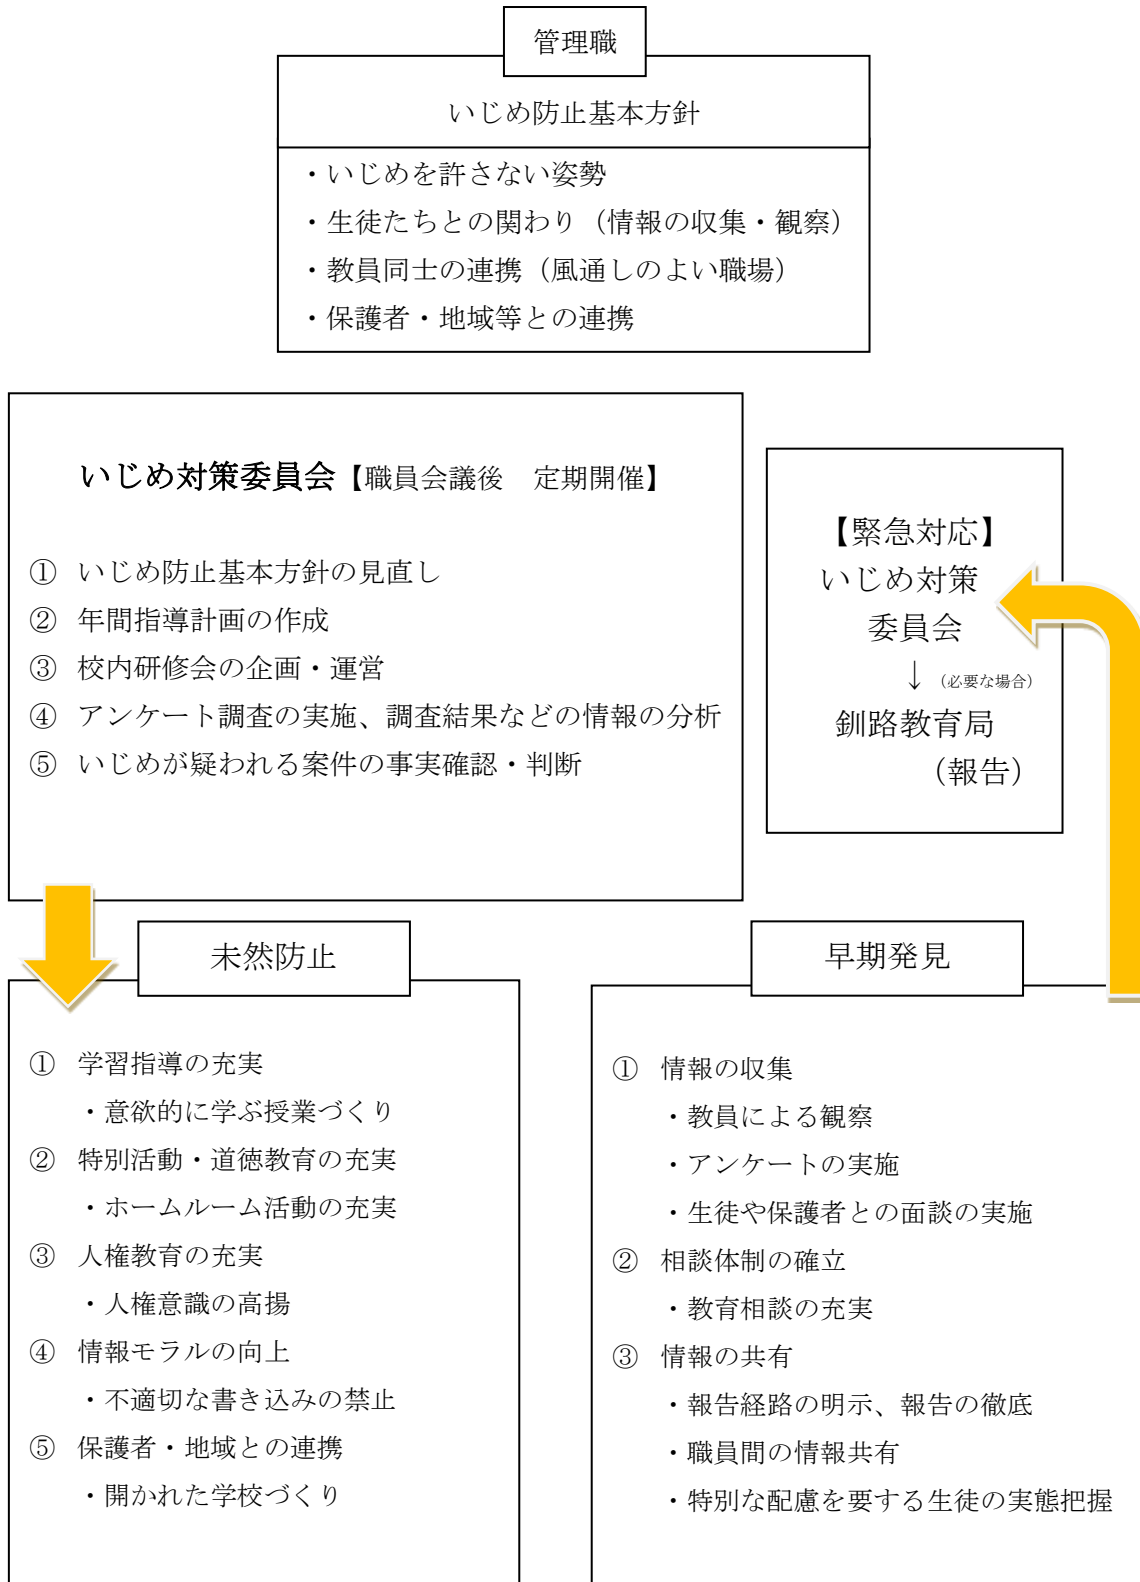 管理職
いじめ防止基本方針
・いじめを許さない姿勢
・生徒たちとの関わり（情報の収集・観察）
・教員同士の連携（風通しのよい職場）
・保護者・地域等との連携
いじめ対策委員会【職員会議後　定期開催】
① いじめ防止基本方針の見直し
② 年間指導計画の作成
③ 校内研修会の企画・運営
④ アンケート調査の実施、調査結果などの情報の分析
⑤ いじめが疑われる案件の事実確認・判断
【緊急対応】
いじめ対策
委員会
↓（必要な場合）
釧路教育局
（報告）
未然防止
① 学習指導の充実
・意欲的に学ぶ授業づくり
② 特別活動・道徳教育の充実
・ホームルーム活動の充実
③ 人権教育の充実
・人権意識の高揚
④ 情報モラルの向上
・不適切な書き込みの禁止
⑤ 保護者・地域との連携
・開かれた学校づくり
早期発見
① 情報の収集
・教員による観察
・アンケートの実施
・生徒や保護者との面談の実施
② 相談体制の確立
・教育相談の充実
③ 情報の共有
・報告経路の明示、報告の徹底
・職員間の情報共有
・特別な配慮を要する生徒の実態把握